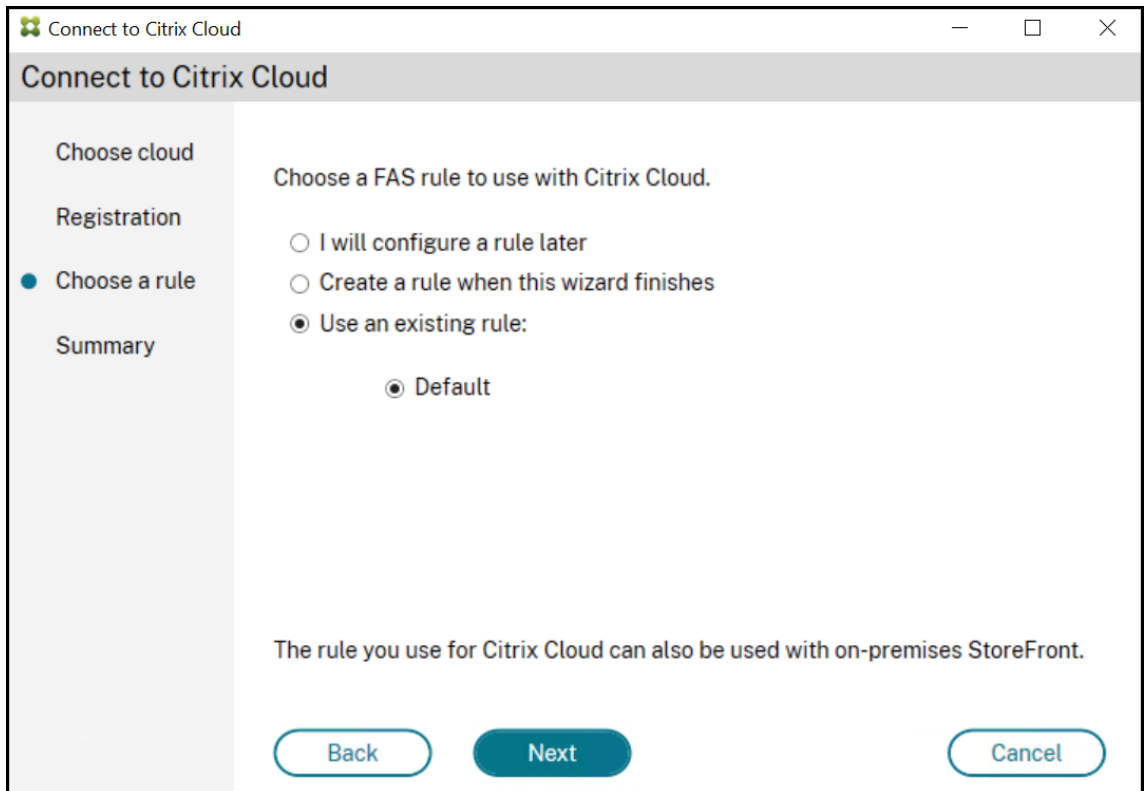 Connect to Citrix Cloud
Connect to Citrix Cloud
Choose cloud
Registration
Choose a rule
Summary
Choose a FAS rule to use with Citrix Cloud.
I will configure a rule later
Create a rule when this wizard finishes
Use an existing rule:
Default
The rule you use for Citrix Cloud can also be used with on-premises StoreFront.
Back
Next
Cancel